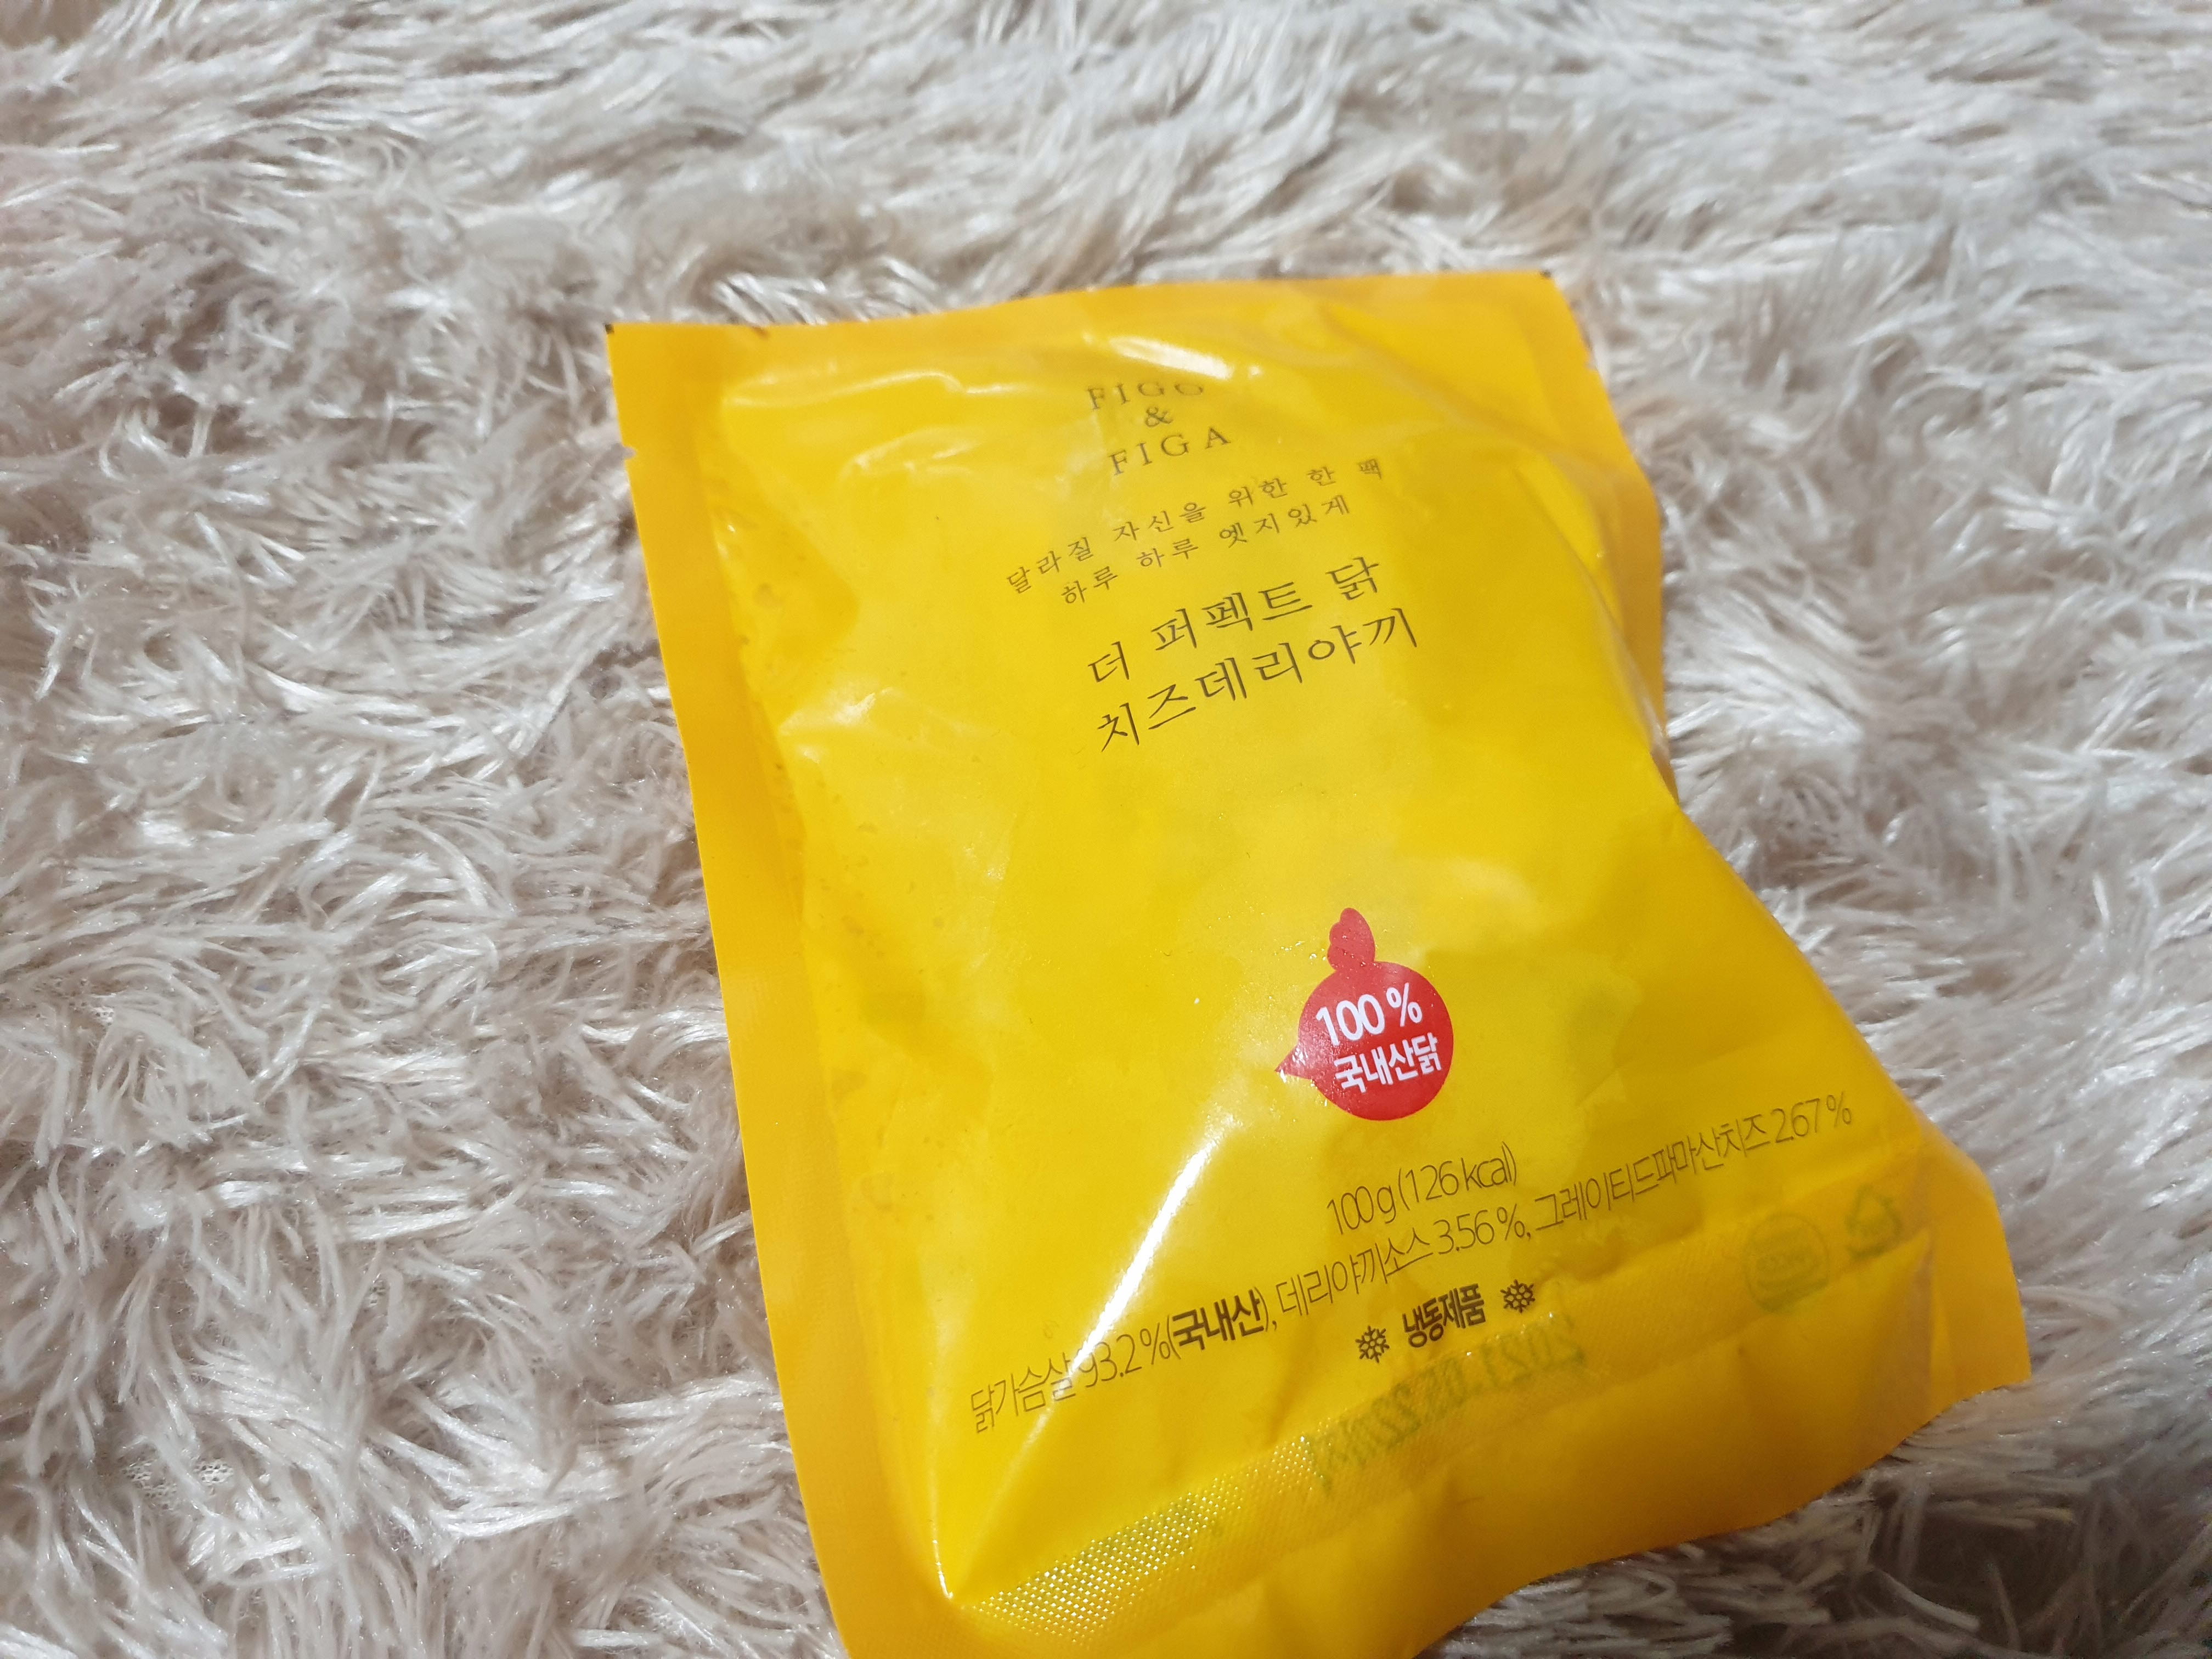 FIGO
&
FIGA
달라질 자신을 위한 한 팩
하루 하루 엣지있게
더 퍼펙트 닭
치즈데리야끼
100 %
국내산닭
100 g (126 kcal)
닭가슴살 93.2 %(국내산), 데리야끼소스 3.56 %, 그레이티드파마산치즈 2.67 %
냉동제품